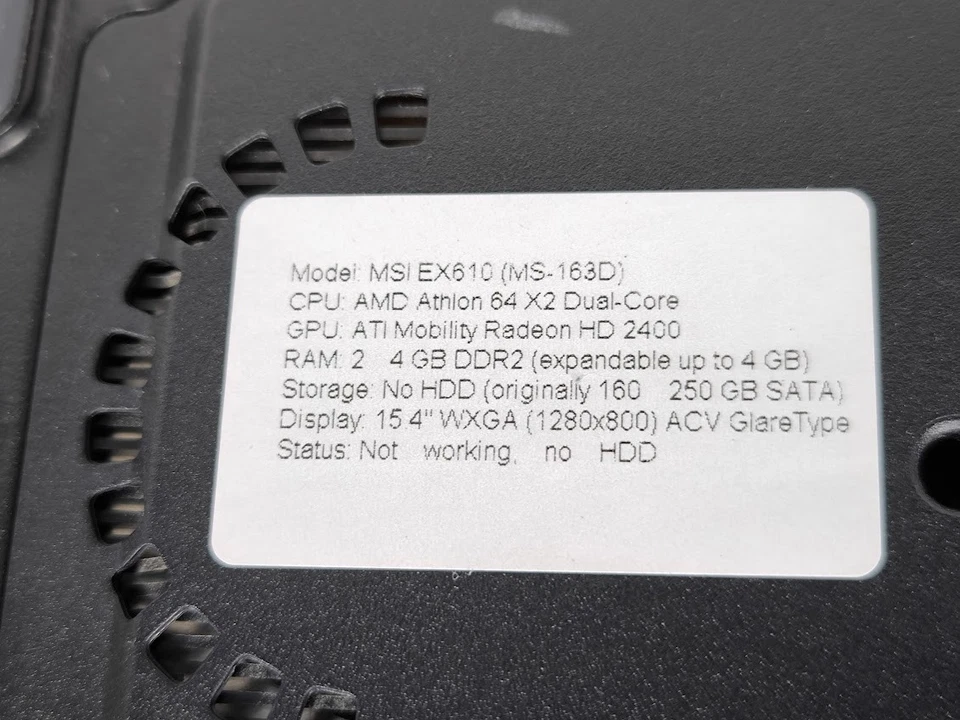 Model: MSI EX610 (MS-163D)
CPU: AMD Athlon 64 X2 Dual-Core
GPU: ATI Mobility Radeon HD 2400
RAM: 2 4 GB DDR2 (expandable up to 4 GB)
Storage: No HDD (originally 160 250 GB SATA)
Display: 15.4" WXGA (1280x800) ACV GlareType
Status: Not working, no HDD